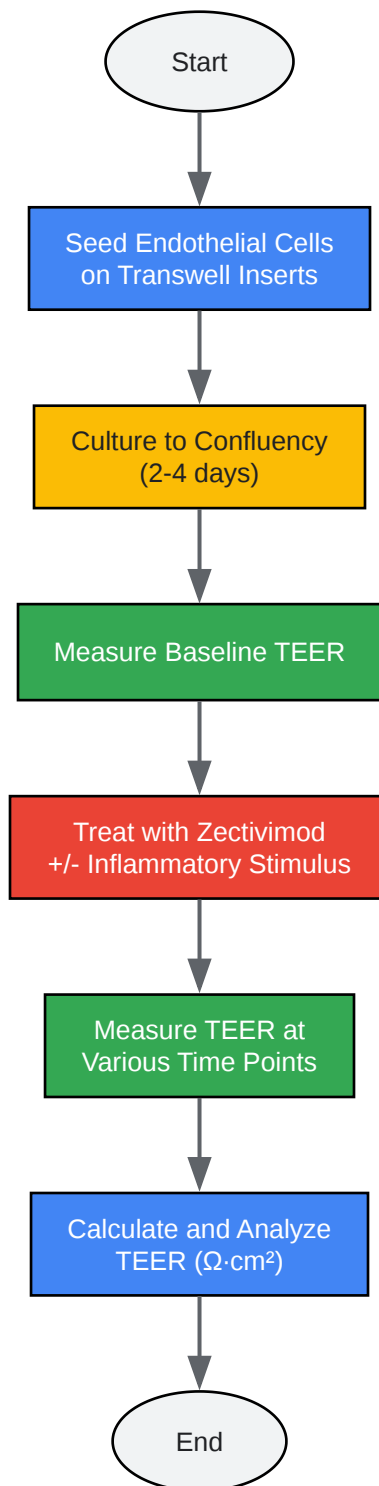 Start
Seed Endothelial Cells
on Transwell Inserts
Culture to Confluency
(2-4 days)
Measure Baseline TEER
Treat with Zectivimod
+/- Inflammatory Stimulus
Measure TEER at
Various Time Points
Calculate and Analyze
TEER (Ω·cm²)
End